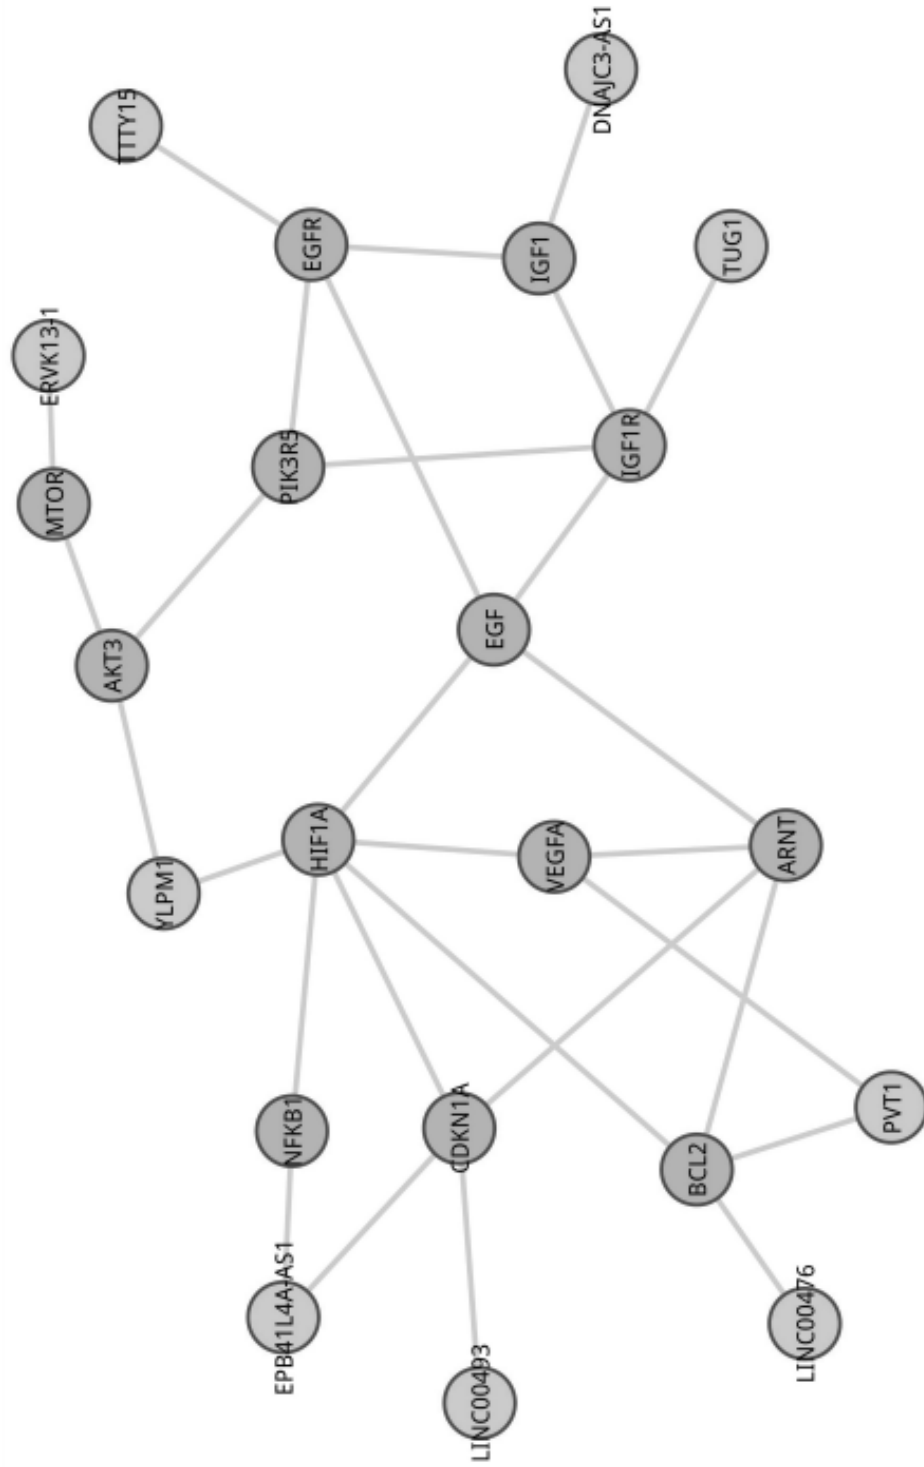 DNAJC3-AS1
TTTY15
EGFR
IGF1
TUG1
ERVK13-1
MTOR
PIK3R5
IGF1R
AKT3
EGF
HIF1A
VEGFA
ARNT
YLPM1
NFKB1
CDKN1A
BCL2
PVT1
EPB41L4A-AS1
LINC00493
LINC00476